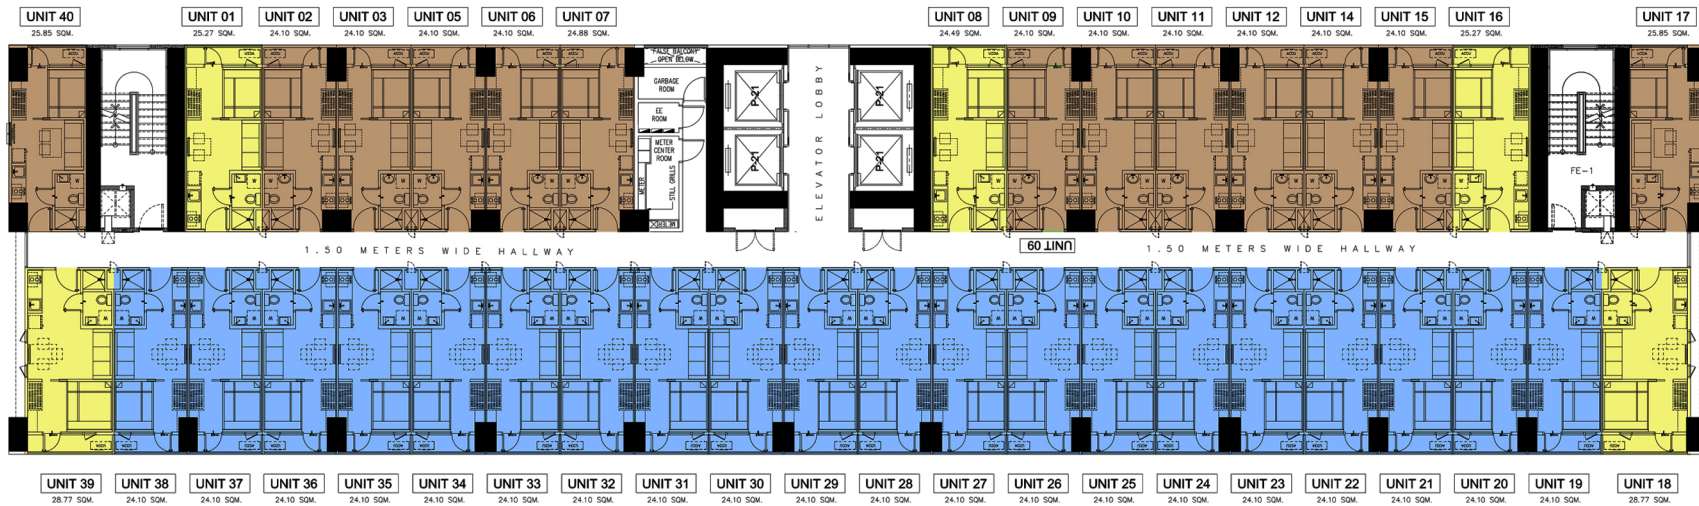 UNIT 40 UNIT 01 UNIT 02 UNIT 03 UNIT 05 UNIT 06 UNIT 07 UNIT 08 UNIT 09 UNIT 10 UNIT 11 UNIT 12 UNIT 14 UNIT 15 UNIT 16 UNIT 17
25.85 SQM. 25.27 SQM. 24.10 SQM. 24.10 SQM. 24.10 SQM. 24.10 SQM. 24.88 SQM. 24.49 SQM. 24.10 SQM. 24.10 SQM. 24.10 SQM. 24.10 SQM. 24.10 SQM. 24.10 SQM. 25.27 SQM. 25.85 SQM.
FALSE BALCONY
OPEN BELOW
GARBAGE
ROOM
EE
ROOM
METER
CENTER
ROOM
METER
STILL GRILLS
P-21
P-21
ELEVATOR LOBBY
P-21
P-21
FE-1
1.50 METERS WIDE HALLWAY
UNIT 09
1.50 METERS WIDE HALLWAY
UNIT 39 UNIT 38 UNIT 37 UNIT 36 UNIT 35 UNIT 34 UNIT 33 UNIT 32 UNIT 31 UNIT 30 UNIT 29 UNIT 28 UNIT 27 UNIT 26 UNIT 25 UNIT 24 UNIT 23 UNIT 22 UNIT 21 UNIT 20 UNIT 19 UNIT 18
28.77 SQM. 24.10 SQM. 24.10 SQM. 24.10 SQM. 24.10 SQM. 24.10 SQM. 24.10 SQM. 24.10 SQM. 24.10 SQM. 24.10 SQM. 24.10 SQM. 24.10 SQM. 24.10 SQM. 24.10 SQM. 24.10 SQM. 24.10 SQM. 24.10 SQM. 24.10 SQM. 24.10 SQM. 24.10 SQM. 24.10 SQM. 28.77 SQM.